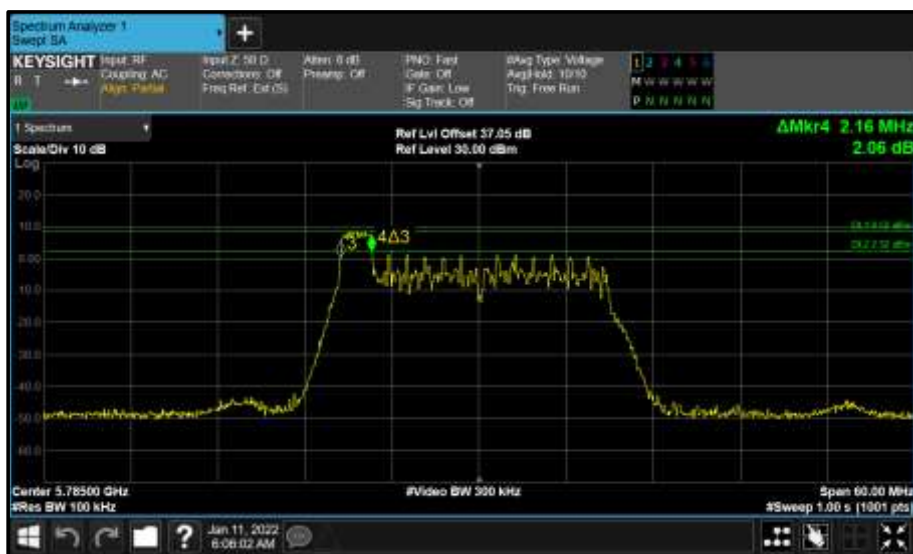 Spectrum Analyzer 1
Swept SA
KEYSIGHT
R T
Input: RF
Coupling: AC
Align: Partial
Input Z: 50 Ω
Corrections: Off
Freq Ref: Ext (S)
Atten: 0 dB
Preamp: Off
PNO: Fast
Gate: Off
IF Gain: Low
Sig Track: Off
#Avg Type: Voltage
Avg|Hold: 10/10
Trig: Free Run
1 2 3 4 5 6
M W W W W W
P N N N N N
1 Spectrum
Scale/Div 10 dB
Ref Lvl Offset 37.05 dB
Ref Level 30.00 dBm
ΔMkr4 2.16 MHz
2.06 dB
Log
20.0
10.0
0.00
-10.0
-20.0
-30.0
-40.0
-50.0
-60.0
3
4Δ3
Center 5.78500 GHz
#Res BW 100 kHz
#Video BW 300 kHz
Span 60.00 MHz
#Sweep 1.00 s (1001 pts)
?
Jan 11, 2022
6:06:02 AM